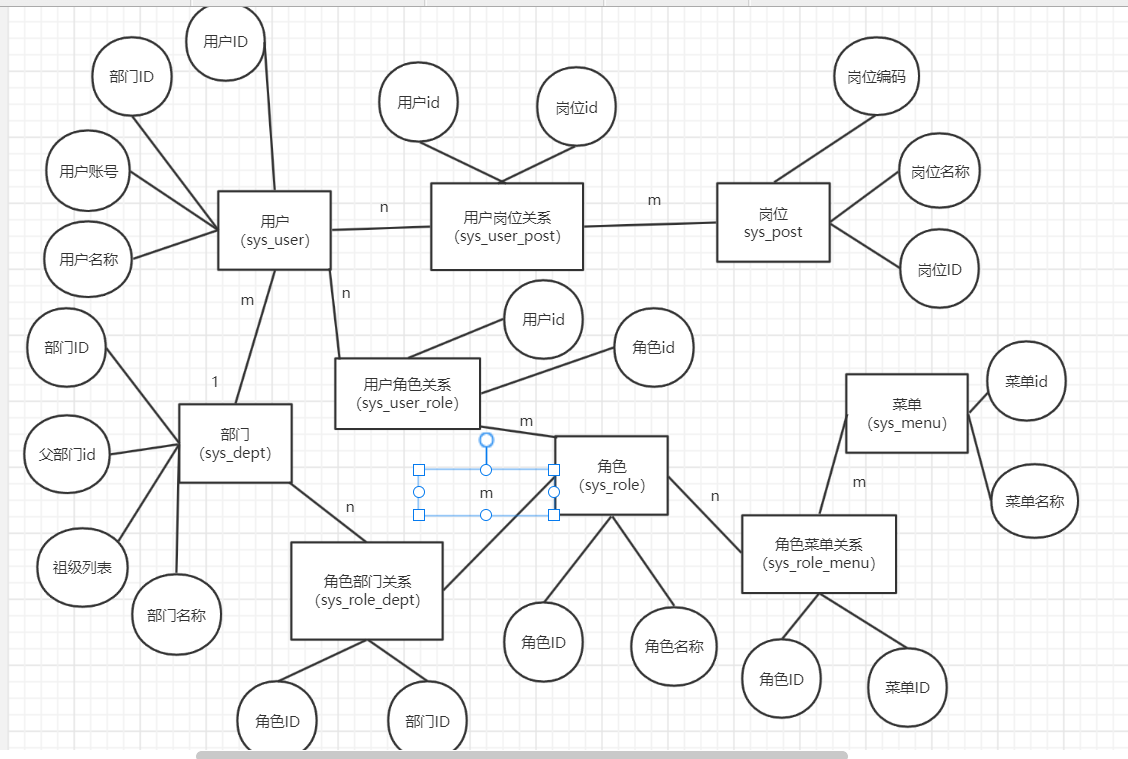 用户ID
部门ID
用户id
岗位id
岗位编码
用户账号
岗位名称
用户
(sys_user)
n
用户岗位关系
(sys_user_post)
m
岗位
sys_post
用户名称
岗位ID
m
n
用户id
角色id
部门ID
1
用户角色关系
(sys_user_role)
菜单id
菜单
(sys_menu)
m
部门
(sys_dept)
父部门id
角色
(sys_role)
m
n
m
菜单名称
n
角色菜单关系
(sys_role_menu)
祖级列表
角色部门关系
(sys_role_dept)
部门名称
角色ID
角色名称
角色ID
菜单ID
角色ID
部门ID